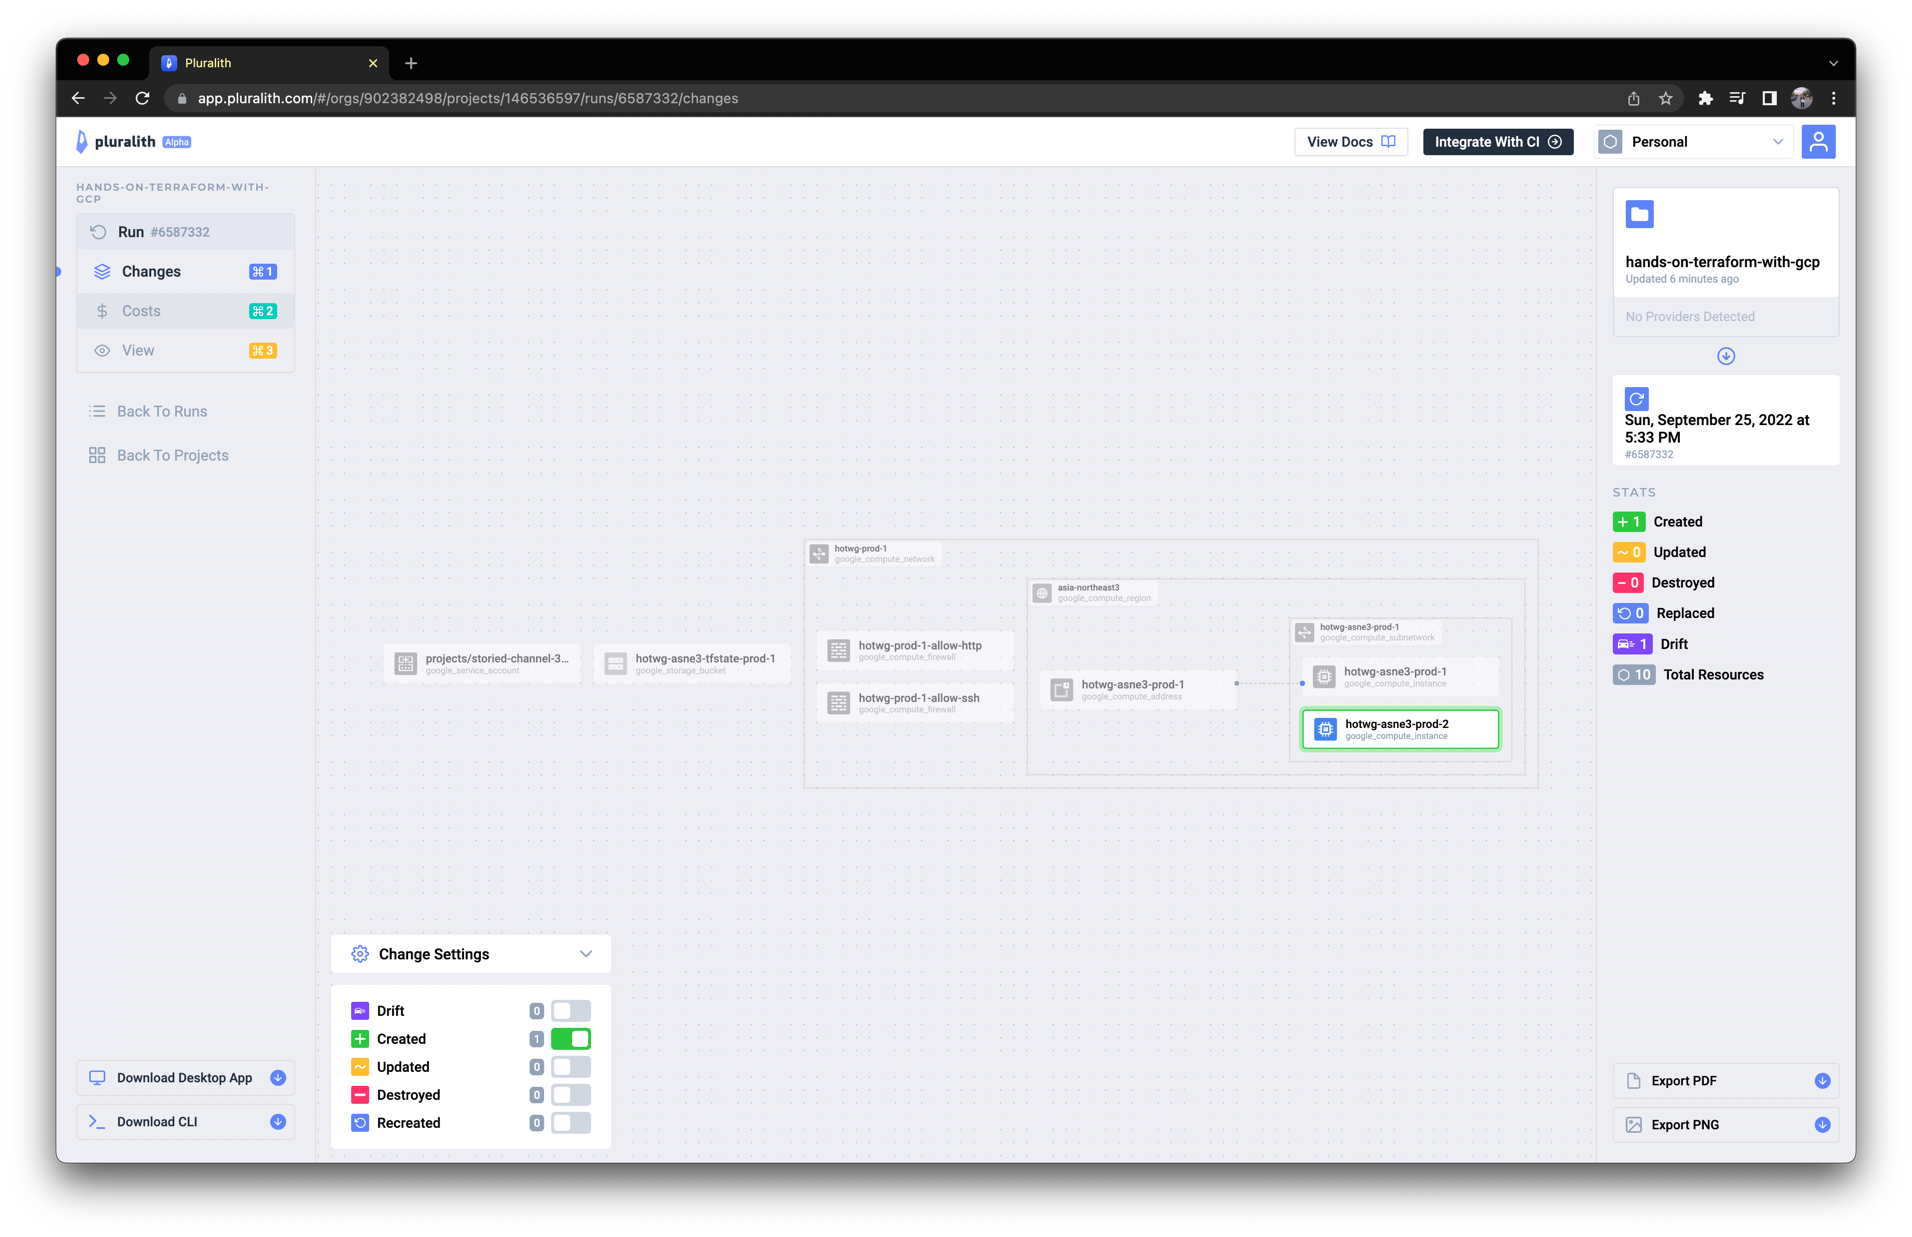 Pluralith
app.pluralith.com/#/orgs/902382498/projects/146536597/runs/6587332/changes
pluralith Alpha
View Docs
Integrate With CI
Personal
HANDS-ON-TERRAFORM-WITH-
GCP
Run #6587332
Changes ⌘1
Costs ⌘2
View ⌘3
Back To Runs
Back To Projects
Download Desktop App
Download CLI
hotwg-prod-1
google_compute_network
asia-northeast3
google_compute_region
hotwg-asne3-prod-1
google_compute_subnetwork
projects/storied-channel-3...
google_service_account
hotwg-asne3-tfstate-prod-1
google_storage_bucket
hotwg-prod-1-allow-http
google_compute_firewall
hotwg-prod-1-allow-ssh
google_compute_firewall
hotwg-asne3-prod-1
google_compute_address
hotwg-asne3-prod-1
google_compute_instance
hotwg-asne3-prod-2
google_compute_instance
Change Settings
Drift 0
Created 1
Updated 0
Destroyed 0
Recreated 0
hands-on-terraform-with-gcp
Updated 6 minutes ago
No Providers Detected
Sun, September 25, 2022 at
5:33 PM
#6587332
STATS
+ 1 Created
~ 0 Updated
− 0 Destroyed
0 Replaced
1 Drift
10 Total Resources
Export PDF
Export PNG